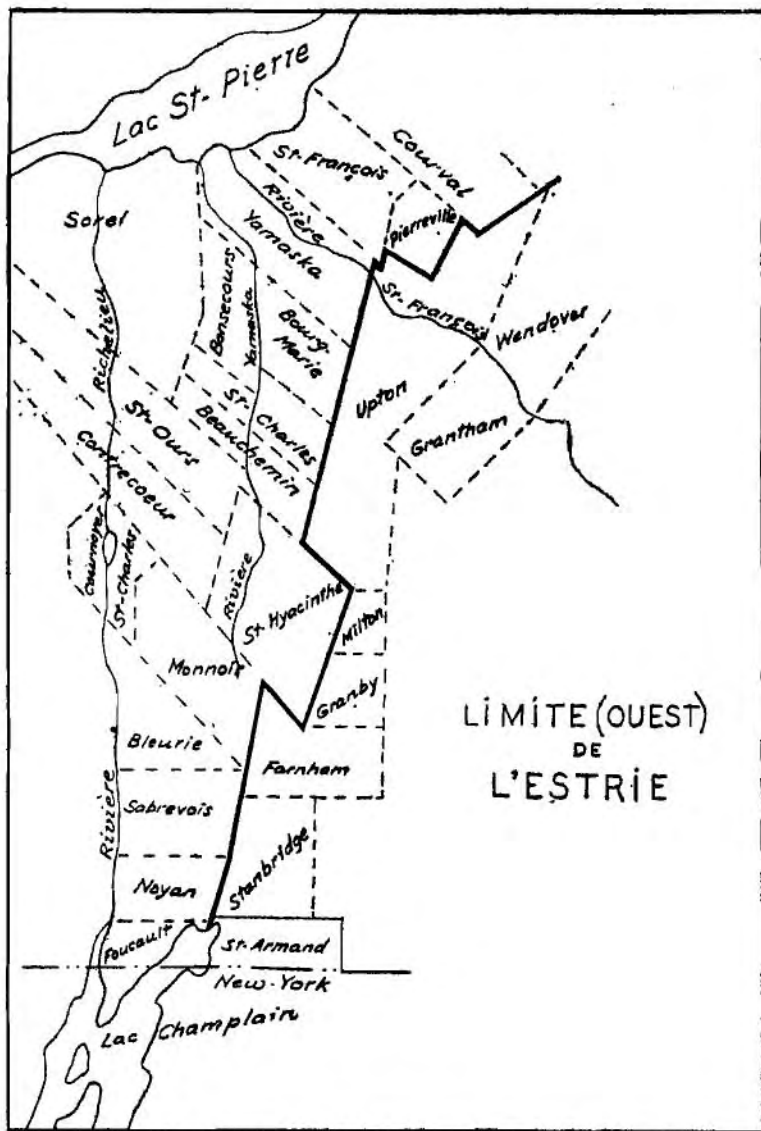 Lac St-Pierre
Courval
St-François
Pierreville
Sorel
Rivière
Yamaska
St-François
Wendover
Richelieu
Bonsecours
Yamaska
Bourg-
Marie
Upton
Grantham
St-Ours
St-Charles
Beauchemin
Contrecoeur
Cournoyer
St-Charles
Rivière
St-Hyacinthe
Milton
Monnoir
Granby
LIMITE (OUEST)
DE
L'ESTRIE
Bleurie
Farnham
Rivière
Sabrevois
Stanbridge
Noyan
Foucault
St-Armand
New-York
Lac Champlain